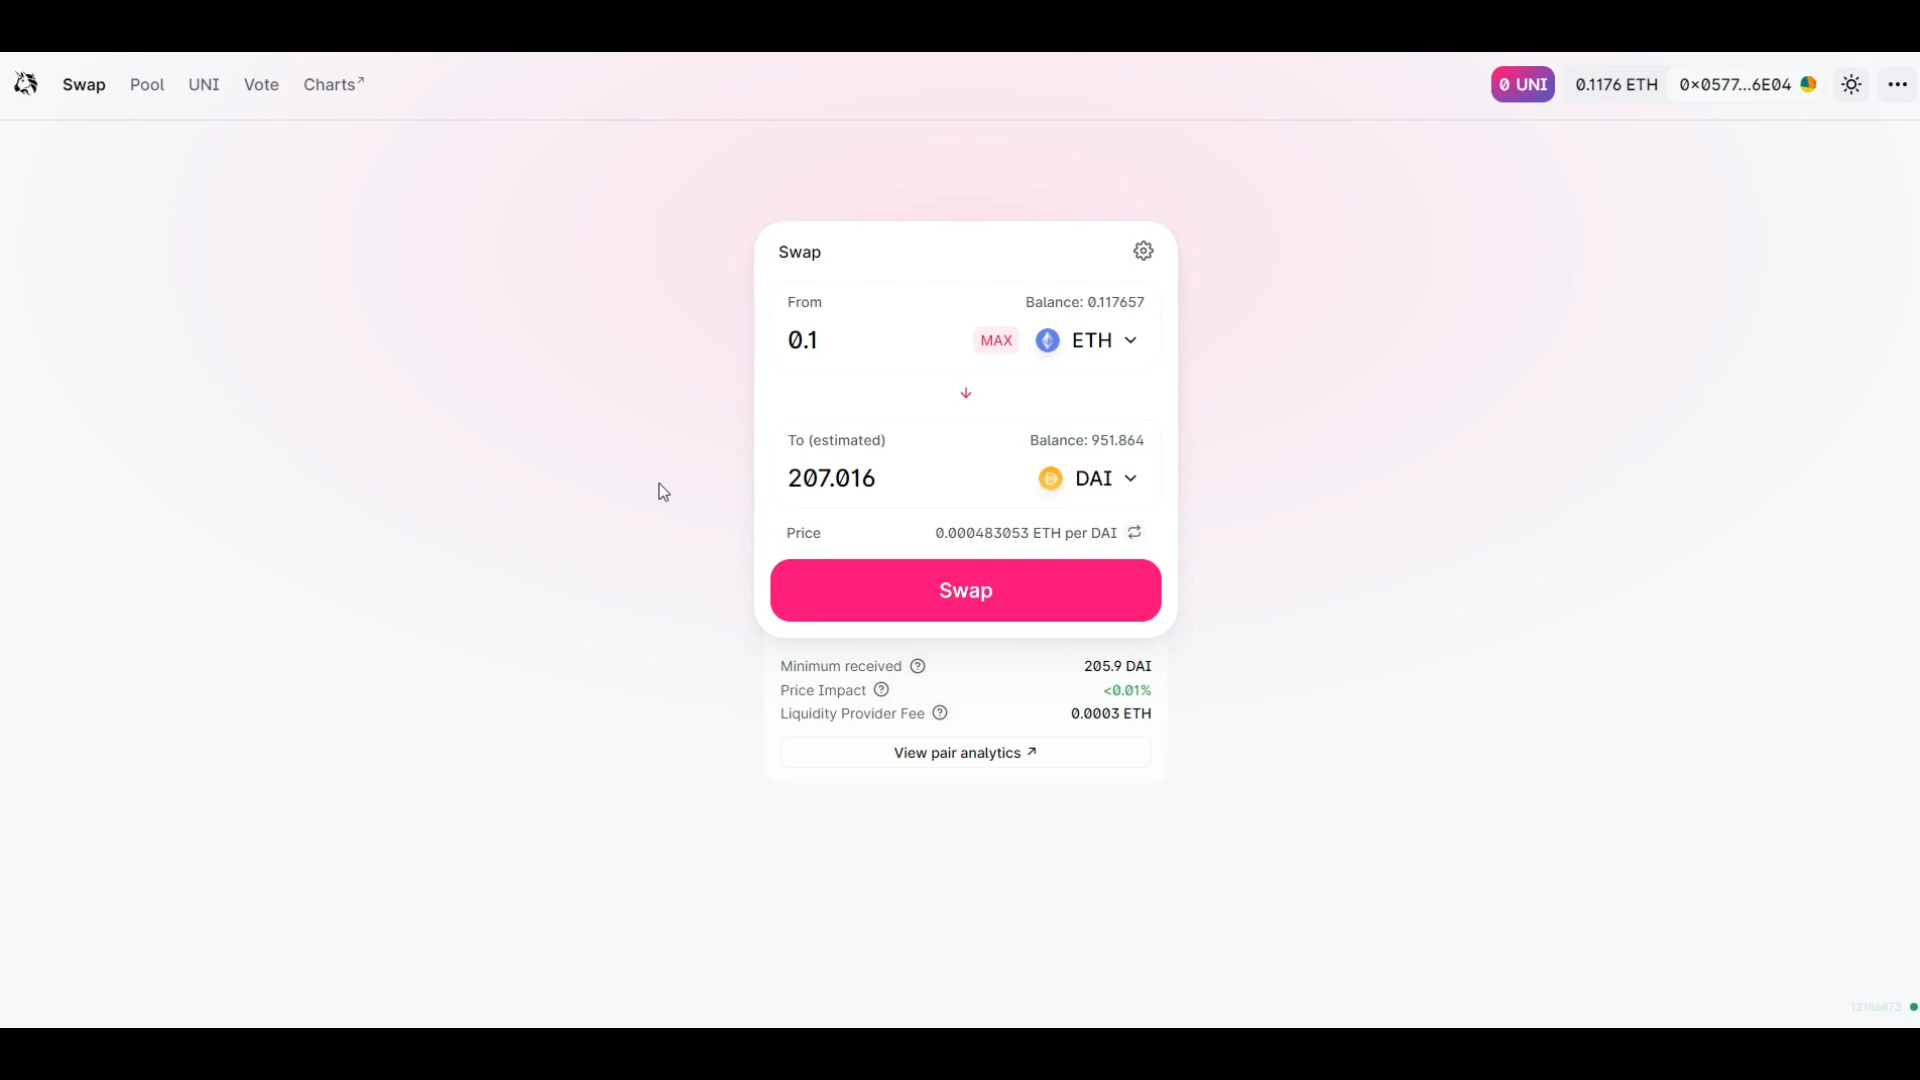 Swap Pool UNI Vote Charts↗ 0 UNI 0.1176 ETH 0x0577...6E04
Swap
From Balance: 0.117657
0.1 MAX ETH
To (estimated) Balance: 951.864
207.016 DAI
Price 0.000483053 ETH per DAI
Swap
Minimum received ? 205.9 DAI
Price Impact ? <0.01%
Liquidity Provider Fee ? 0.0003 ETH
View pair analytics ↗
12186873